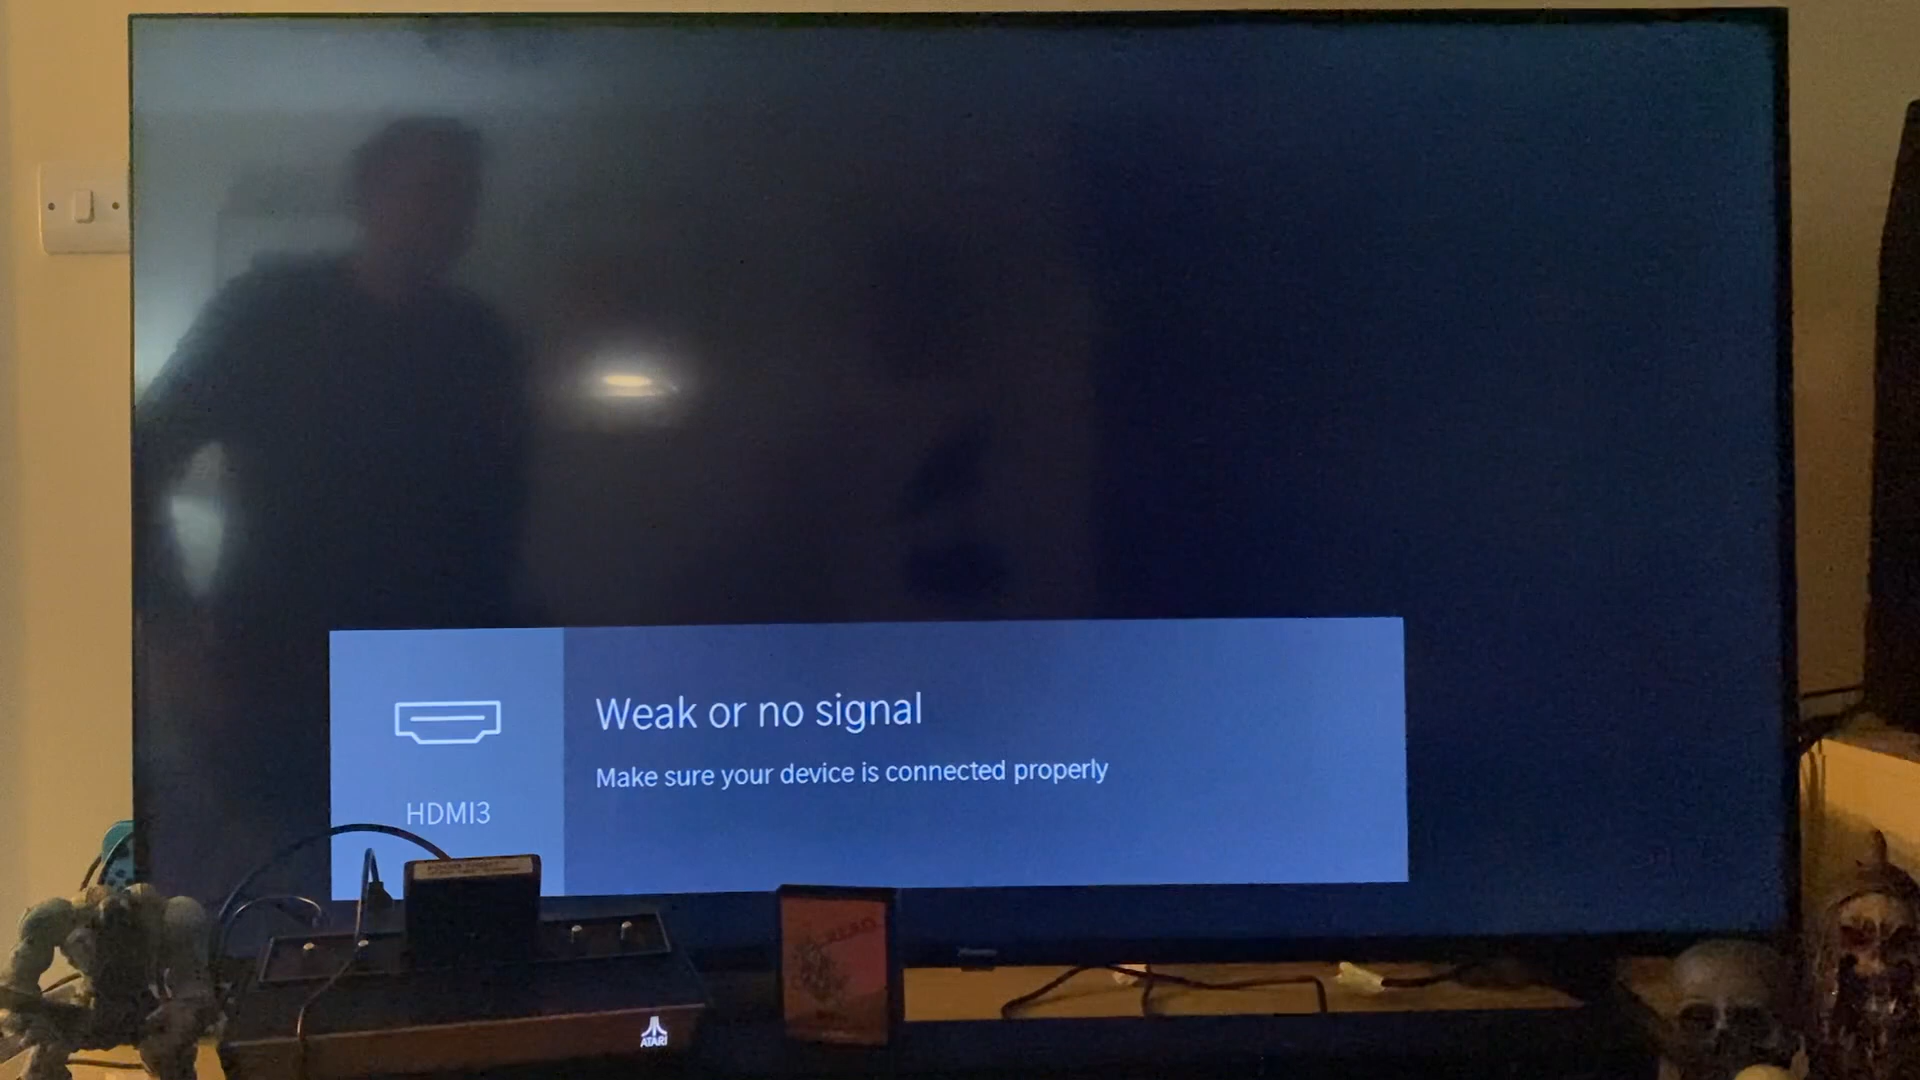 Weak or no signal
Make sure your device is connected properly
HDMI3
ATARI